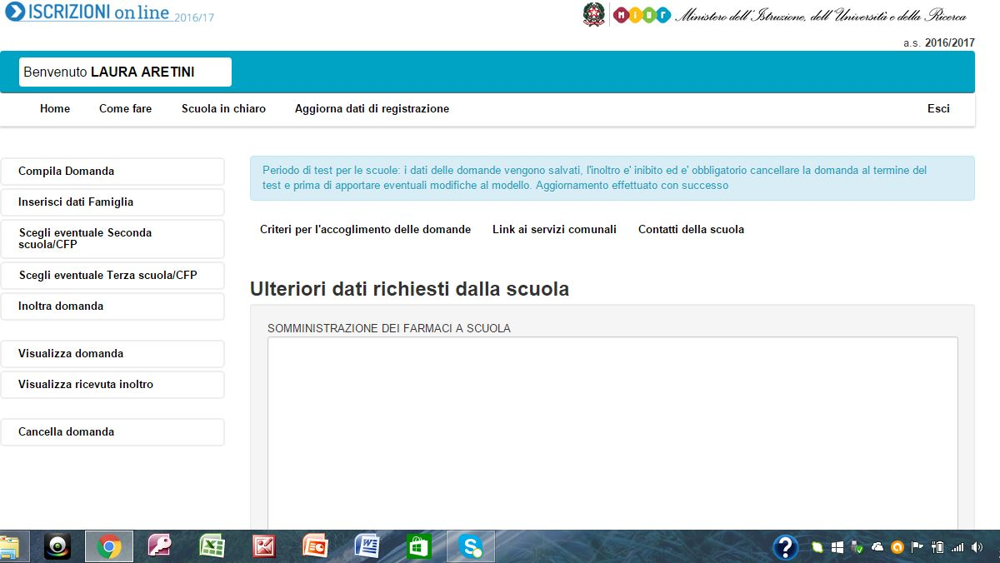 ISCRIZIONI on line 2016/17
miur Ministero dell'Istruzione, dell'Università e della Ricerca
a.s. 2016/2017
Benvenuto LAURA ARETINI
Home Come fare Scuola in chiaro Aggiorna dati di registrazione Esci
Compila Domanda
Inserisci dati Famiglia
Scegli eventuale Seconda
scuola/CFP
Scegli eventuale Terza scuola/CFP
Inoltra domanda
Visualizza domanda
Visualizza ricevuta inoltro
Cancella domanda
Periodo di test per le scuole: i dati delle domande vengono salvati, l'inoltro e' inibito ed e' obbligatorio cancellare la domanda al termine del
test e prima di apportare eventuali modifiche al modello. Aggiornamento effettuato con successo
Criteri per l'accoglimento delle domande Link ai servizi comunali Contatti della scuola
Ulteriori dati richiesti dalla scuola
SOMMINISTRAZIONE DEI FARMACI A SCUOLA